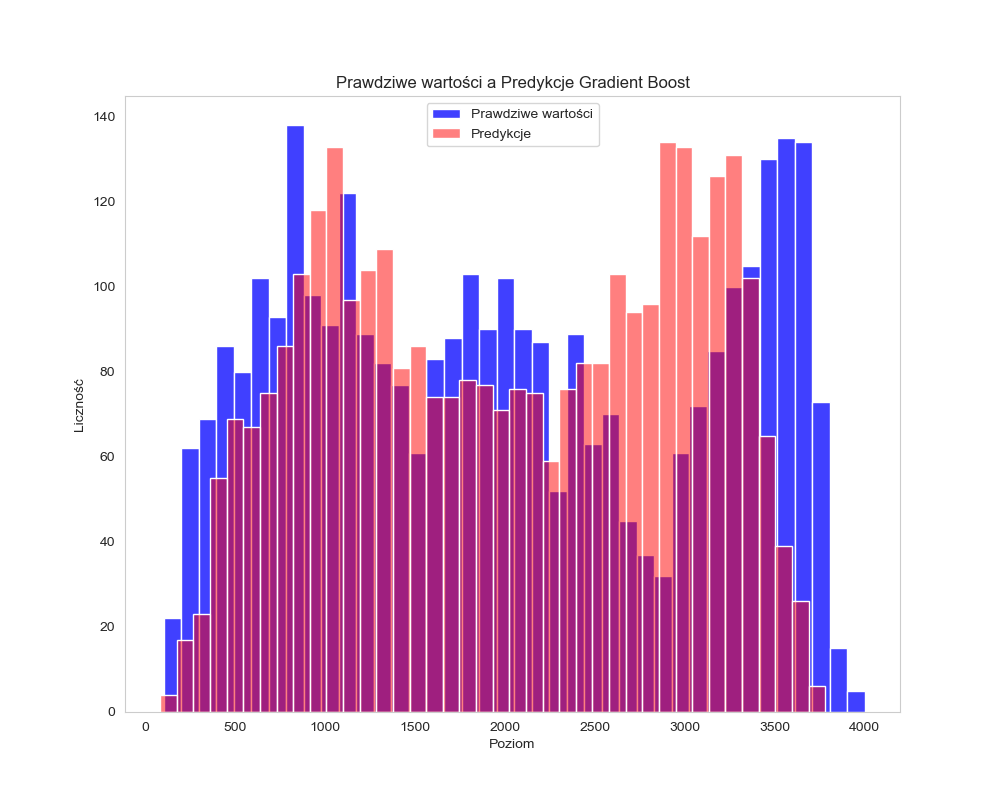 Prawdziwe wartości a Predykcje Gradient Boost
Prawdziwe wartości
Predykcje
140
120
100
80
60
40
20
0
Liczność
0 500 1000 1500 2000 2500 3000 3500 4000
Poziom